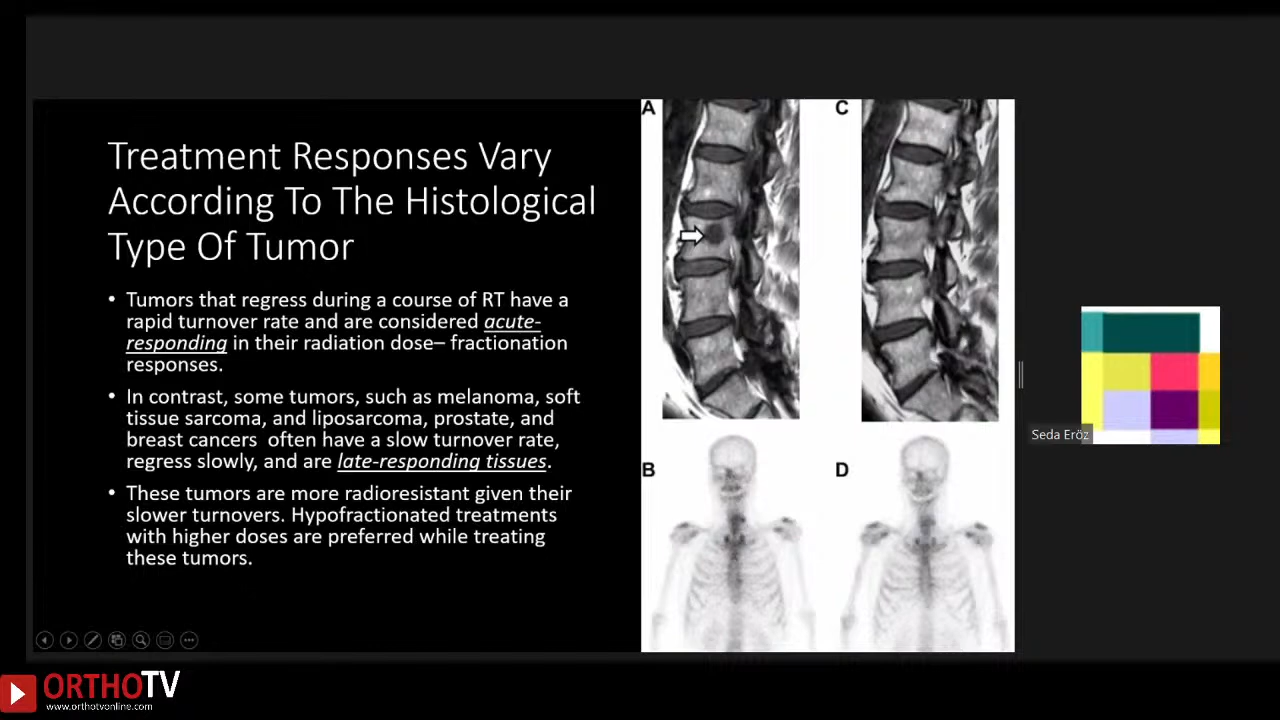 Treatment Responses Vary
According To The Histological
Type Of Tumor
• Tumors that regress during a course of RT have a
rapid turnover rate and are considered acute-
responding in their radiation dose– fractionation
responses.
• In contrast, some tumors, such as melanoma, soft
tissue sarcoma, and liposarcoma, prostate, and
breast cancers often have a slow turnover rate,
regress slowly, and are late-responding tissues.
• These tumors are more radioresistant given their
slower turnovers. Hypofractionated treatments
with higher doses are preferred while treating
these tumors.
A
C
B
D
Seda Eröz
ORTHOTV
www.orthotvonline.com